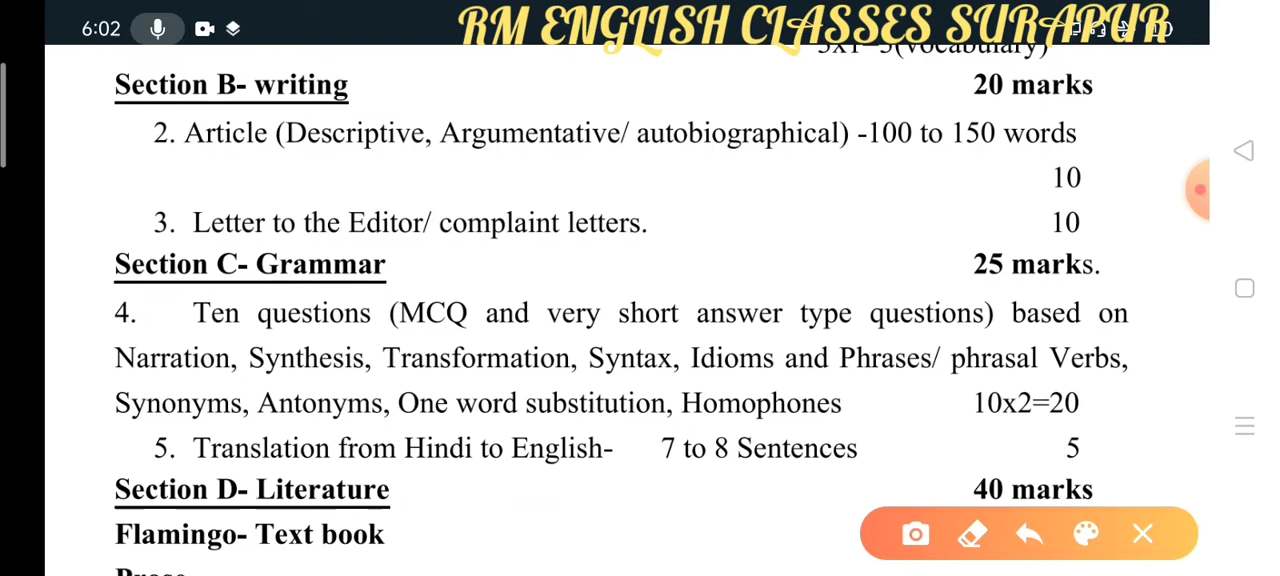 6:02
RM ENGLISH CLASSES SURAPUR
5x1=5(vocabulary)
Section B- writing 20 marks
2. Article (Descriptive, Argumentative/ autobiographical) -100 to 150 words
10
3. Letter to the Editor/ complaint letters. 10
Section C- Grammar 25 marks.
4. Ten questions (MCQ and very short answer type questions) based on
Narration, Synthesis, Transformation, Syntax, Idioms and Phrases/ phrasal Verbs,
Synonyms, Antonyms, One word substitution, Homophones 10x2=20
5. Translation from Hindi to English- 7 to 8 Sentences 5
Section D- Literature 40 marks
Flamingo- Text book
Prose